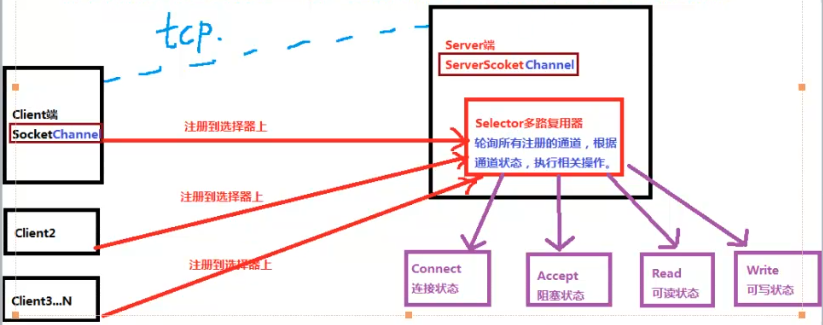 tcp.
Server端
ServerScoketChannel
Client端
SocketChannel
注册到选择器上
Selector多路复用器
轮询所有注册的通道，根据
通道状态，执行相关操作。
注册到选择器上
Client2
注册到选择器上
Client3...N
Connect
连接状态
Accept
阻塞状态
Read
可读状态
Write
可写状态